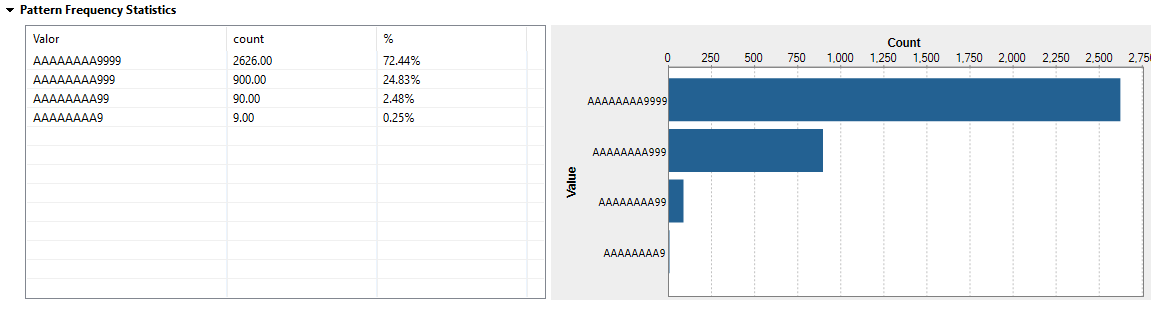 Pattern Frequency Statistics
Valor count %
AAAAAAAA9999 2626.00 72.44%
AAAAAAAA999 900.00 24.83%
AAAAAAAA99 90.00 2.48%
AAAAAAAA9 9.00 0.25%
Count
0 250 500 750 1,000 1,250 1,500 1,750 2,000 2,250 2,500 2,75
AAAAAAAA9999
AAAAAAAA999
AAAAAAAA99
AAAAAAAA9
Value